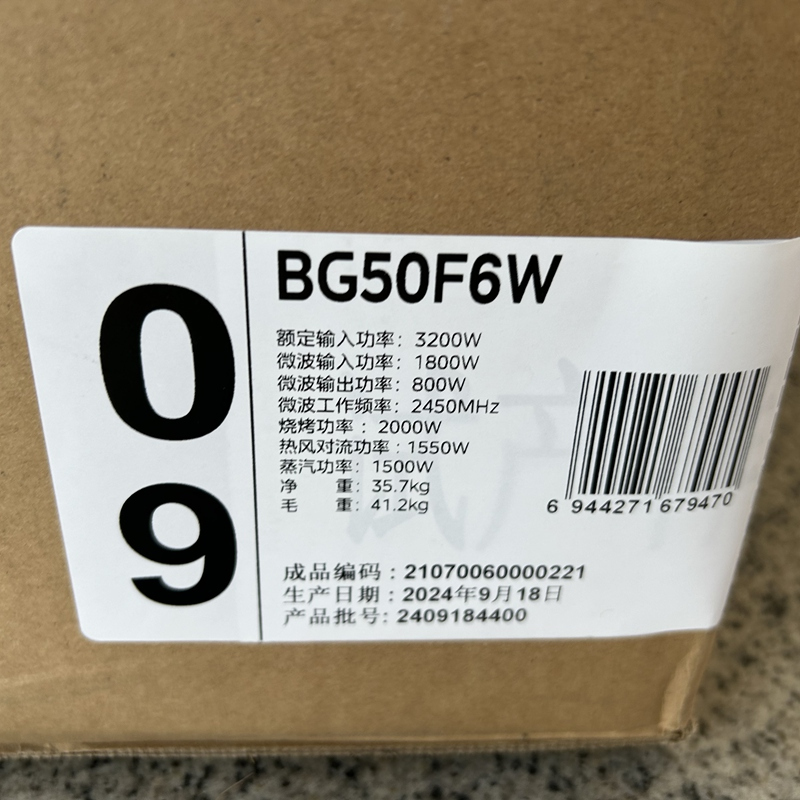 09
BG50F6W
额定输入功率：3200W
微波输入功率：1800W
微波输出功率：800W
微波工作频率：2450MHz
烧烤功率：2000W
热风对流功率：1550W
蒸汽功率：1500W
净 重：35.7kg
毛 重：41.2kg
6 944271 679470
成品编码：21070060000221
生产日期：2024年9月18日
产品批号：2409184400